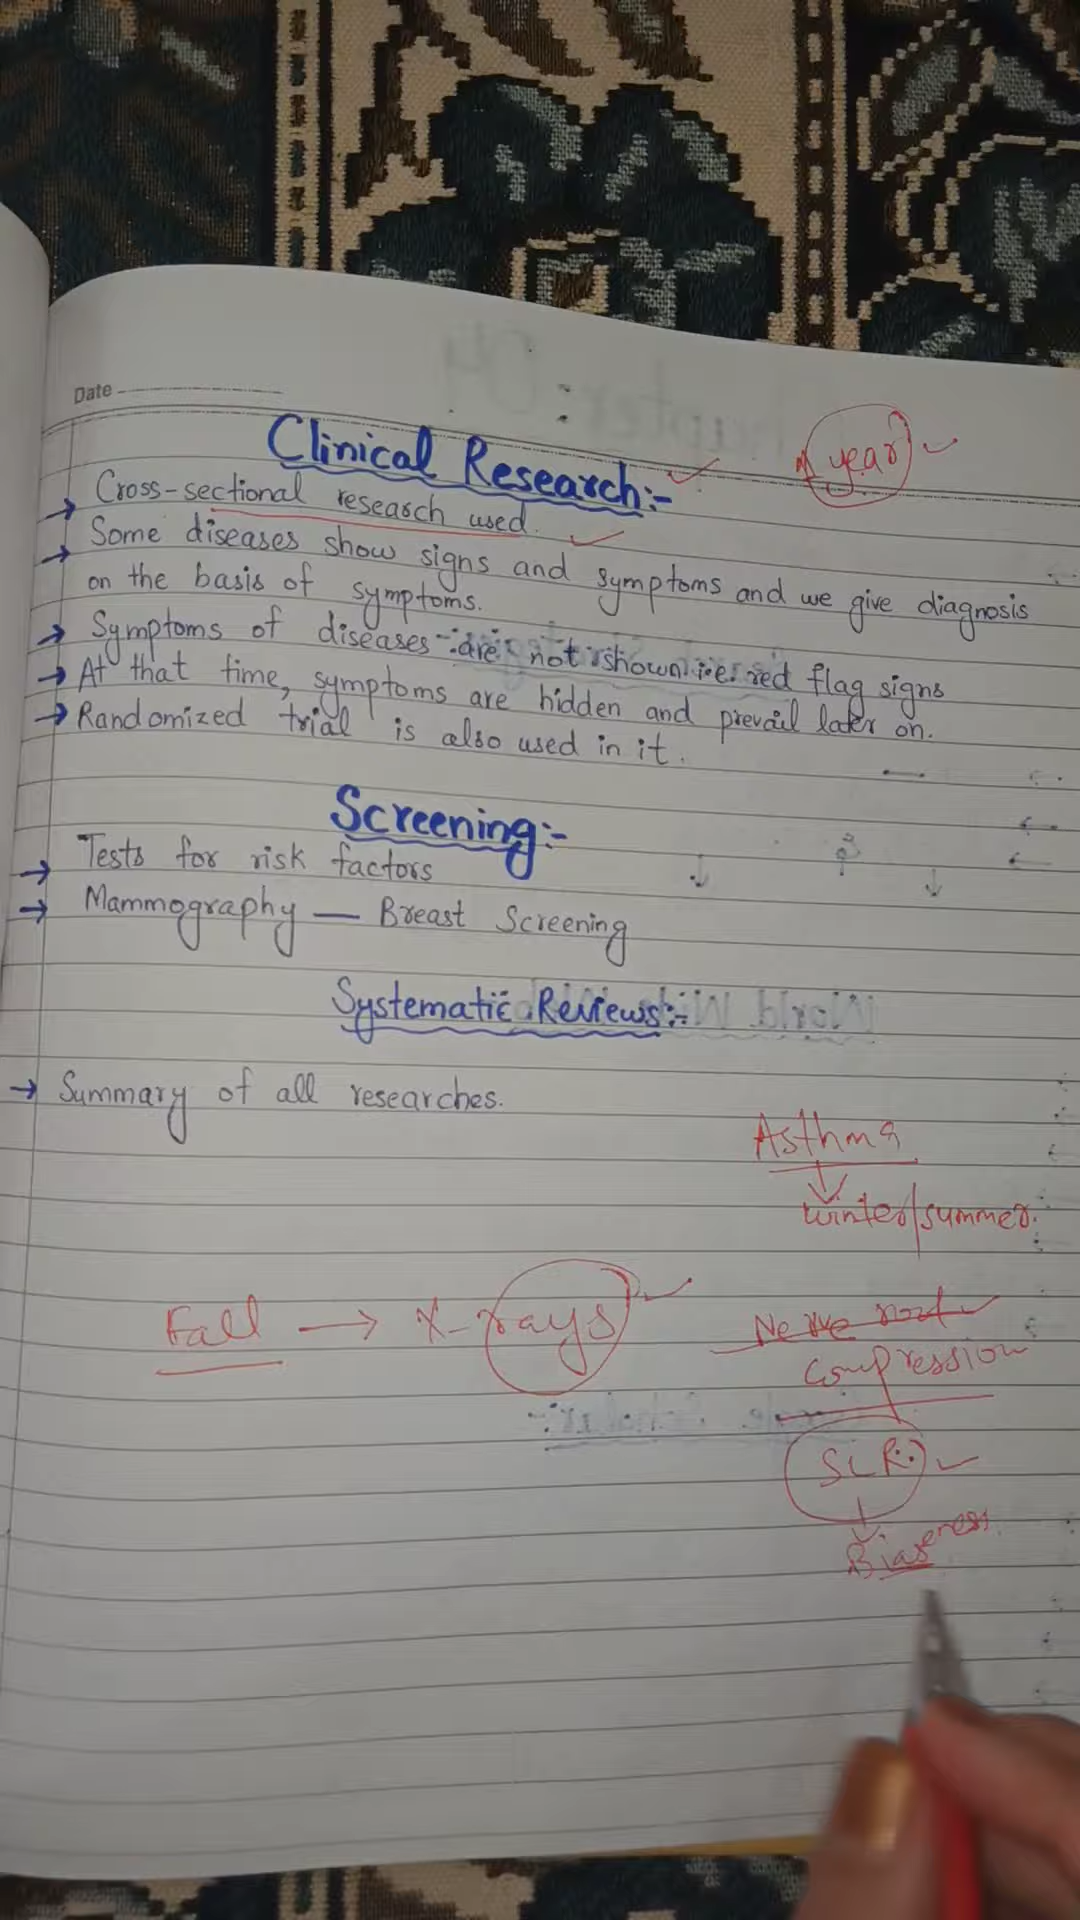 Date
Clinical Research:-
year
→ Cross-sectional research used.
→ Some diseases show signs and symptoms and we give diagnosis
on the basis of symptoms.
→ Symptoms of diseases are not shown i.e. red flag signs
→ At that time, symptoms are hidden and prevail later on.
→ Randomized trial is also used in it.
Screening:-
→ Tests for risk factors
→ Mammography — Breast Screening
Systematic Reviews:-
→ Summary of all researches.
Asthma
winter/summer.
Fall → X-rays
Nerve root
Compression
SLR
Biasness